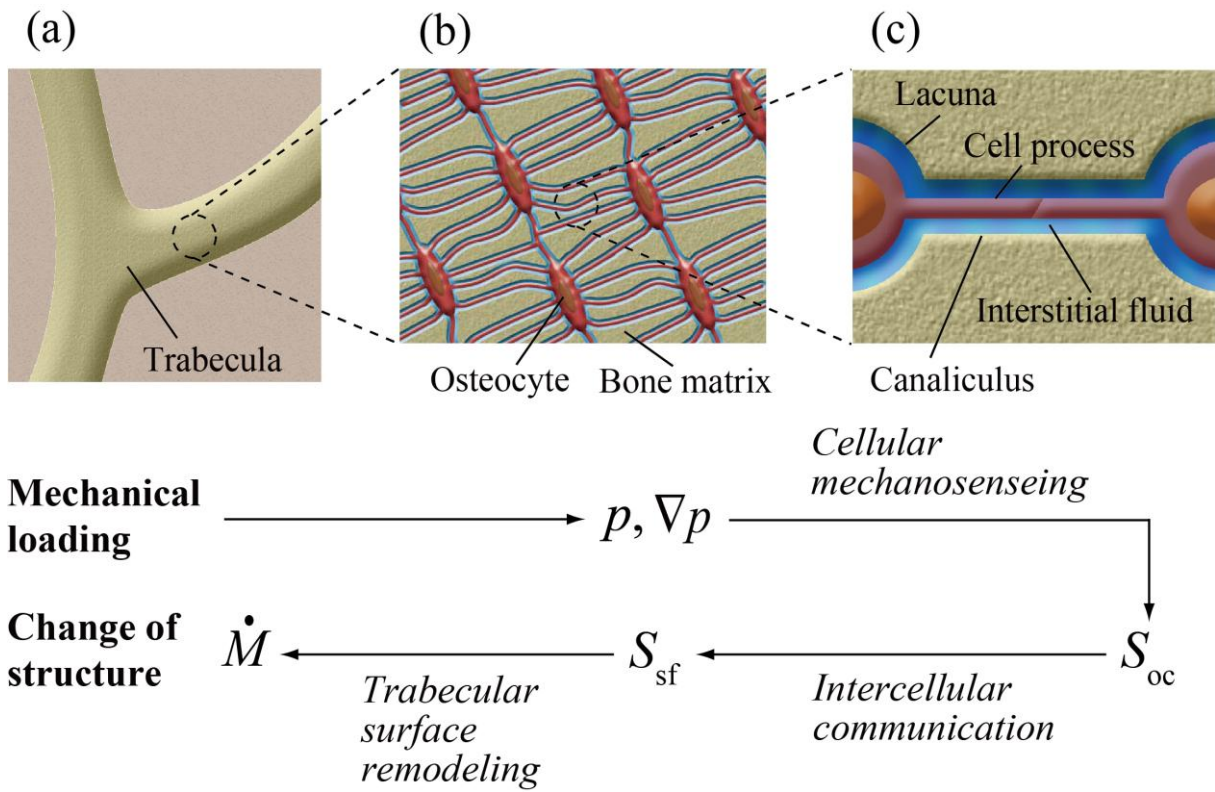 (a)
(b)
(c)
Lacuna
Cell process
Interstitial fluid
Trabecula
Osteocyte
Bone matrix
Canaliculus
Cellular
mechanosenseing
Mechanical
loading
p, ∇p
Change of
structure
Ṁ
S_sf
S_oc
Trabecular
surface
remodeling
Intercellular
communication